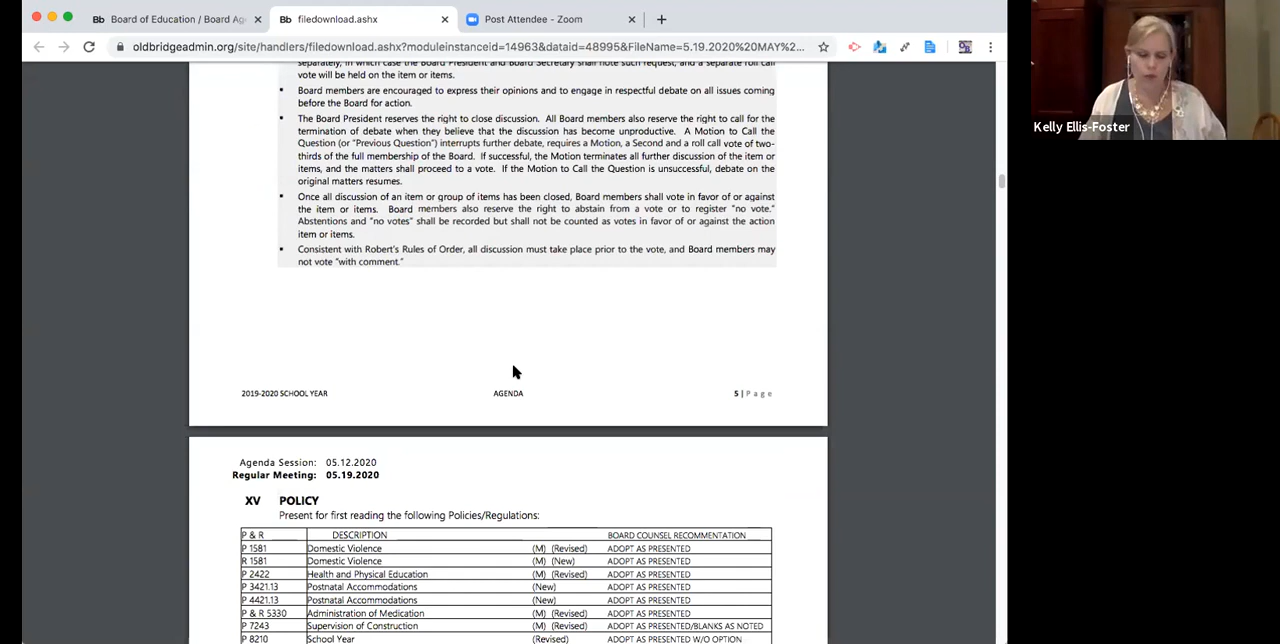 Board of Education / Board Ag
filedownload.ashx
Post Attendee - Zoom
oldbridgeadmin.org/site/handlers/filedownload.ashx?moduleinstanceid=14963&dataid=48995&FileName=5.19.2020%20MAY%2...
separately, in which case the Board President and Board Secretary shall note such request, and a separate roll call
vote will be held on the item or items.
▪ Board members are encouraged to express their opinions and to engage in respectful debate on all issues coming
before the Board for action.
▪ The Board President reserves the right to close discussion. All Board members also reserve the right to call for the
termination of debate when they believe that the discussion has become unproductive. A Motion to Call the
Question (or "Previous Question") interrupts further debate, requires a Motion, a Second and a roll call vote of two-
thirds of the full membership of the Board. If successful, the Motion terminates all further discussion of the item or
items, and the matters shall proceed to a vote. If the Motion to Call the Question is unsuccessful, debate on the
original matters resumes.
▪ Once all discussion of an item or group of items has been closed, Board members shall vote in favor of or against
the item or items. Board members also reserve the right to abstain from a vote or to register "no vote."
Abstentions and "no votes" shall be recorded but shall not be counted as votes in favor of or against the action
item or items.
▪ Consistent with Robert's Rules of Order, all discussion must take place prior to the vote, and Board members may
not vote "with comment."
2019-2020 SCHOOL YEAR AGENDA 5 | Page
Agenda Session: 05.12.2020
Regular Meeting: 05.19.2020
XV POLICY
Present for first reading the following Policies/Regulations:
P & R DESCRIPTION BOARD COUNSEL RECOMMENTATION
P 1581 Domestic Violence (M) (Revised) ADOPT AS PRESENTED
R 1581 Domestic Violence (M) (New) ADOPT AS PRESENTED
P 2422 Health and Physical Education (M) (Revised) ADOPT AS PRESENTED
P 3421.13 Postnatal Accommodations (New) ADOPT AS PRESENTED
P 4421.13 Postnatal Accommodations (New) ADOPT AS PRESENTED
P & R 5330 Administration of Medication (M) (Revised) ADOPT AS PRESENTED
P 7243 Supervision of Construction (M) (Revised) ADOPT AS PRESENTED/BLANKS AS NOTED
P 8210 School Year (Revised) ADOPT AS PRESENTED W/O OPTION
Kelly Ellis-Foster